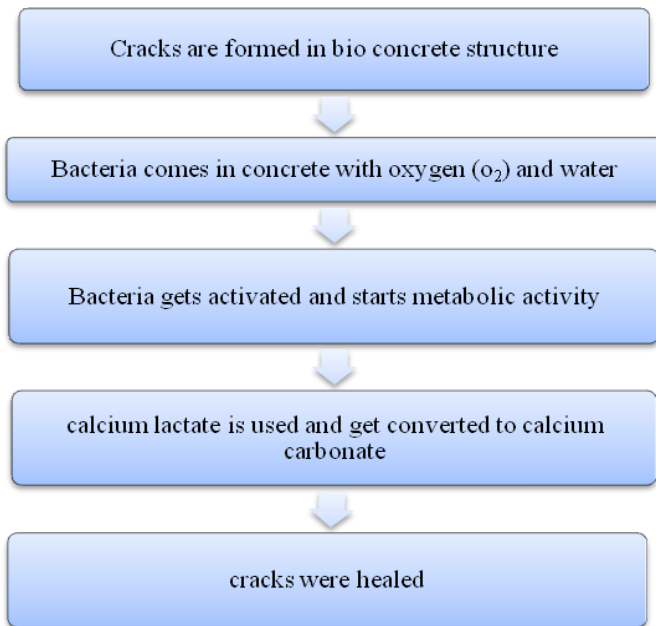 Cracks are formed in bio concrete structure
Bacteria comes in concrete with oxygen (o₂) and water
Bacteria gets activated and starts metabolic activity
calcium lactate is used and get converted to calcium
carbonate
cracks were healed